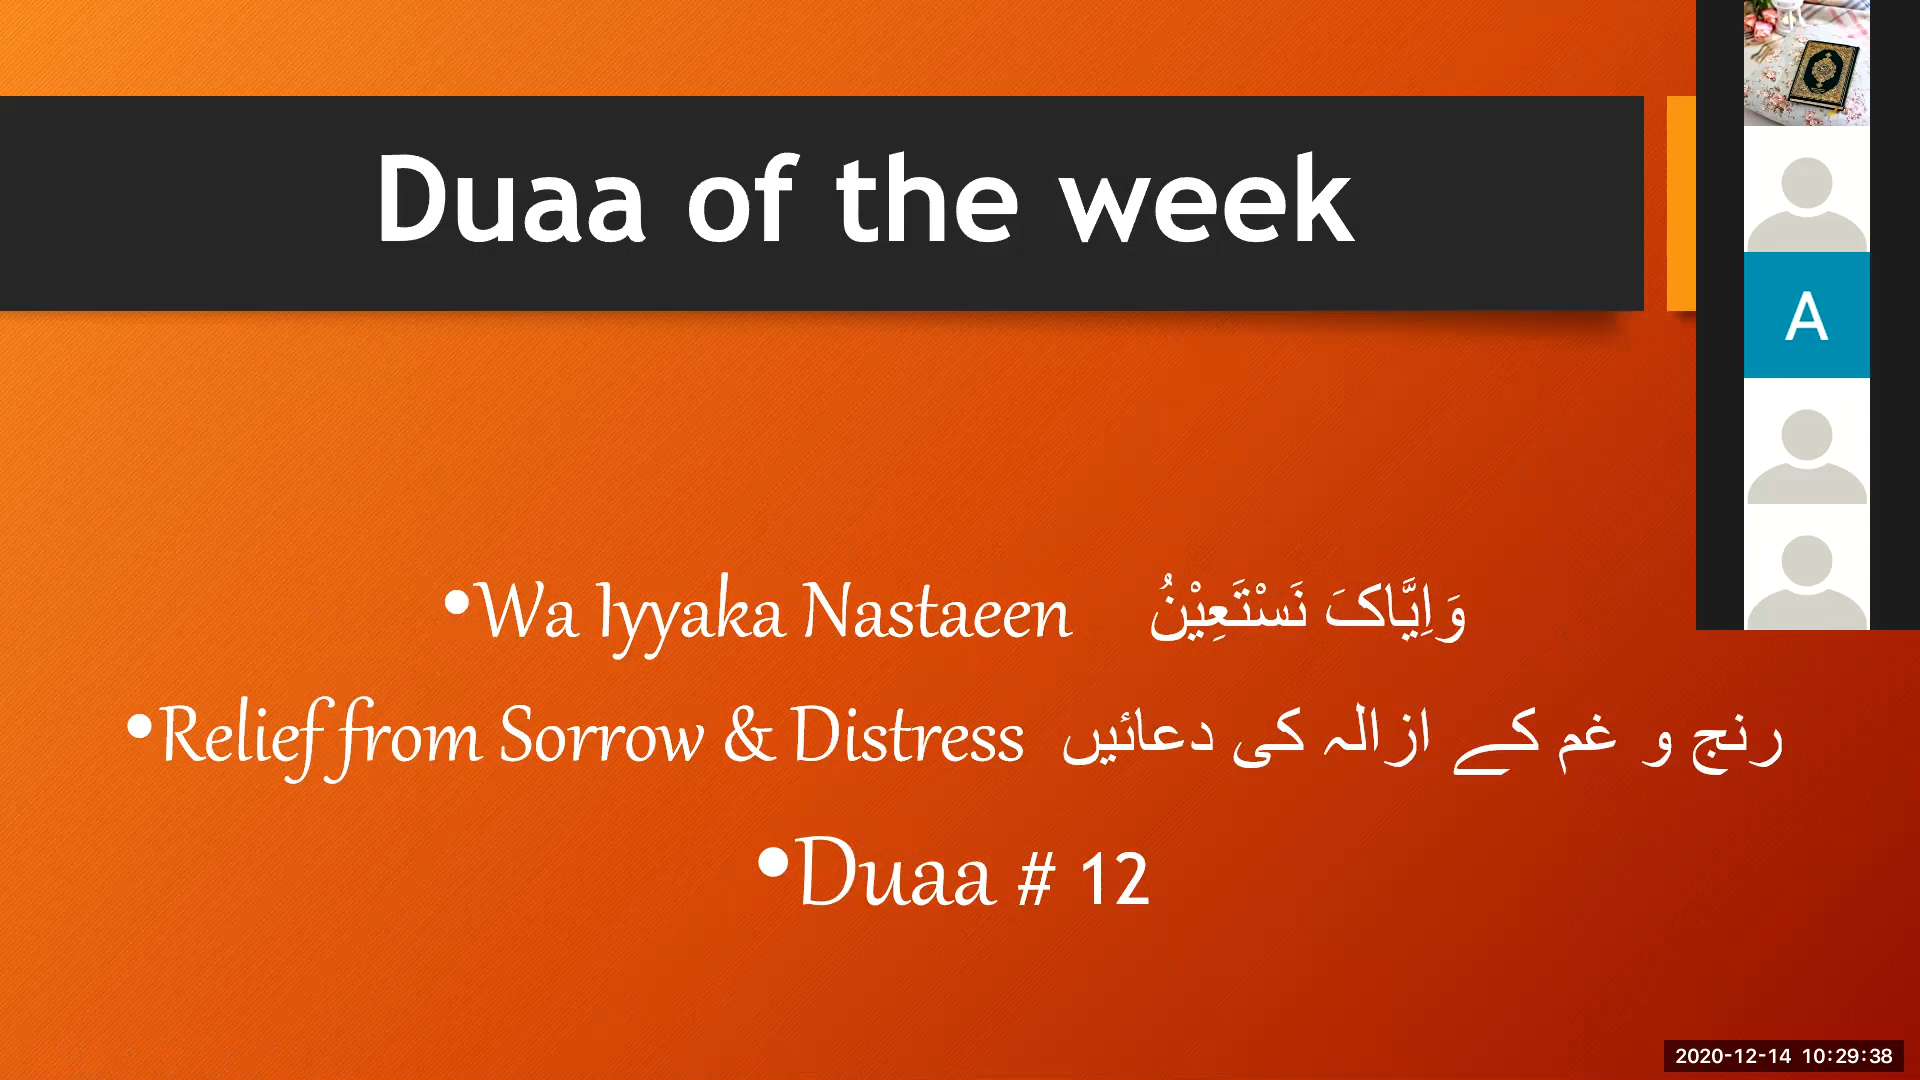 Duaa of the week
A
•Wa Iyyaka Nastaeen وَاِیَّاکَ نَسْتَعِیْنُ
•Relief from Sorrow & Distress رنج و غم کے ازالہ کی دعائیں
•Duaa # 12
2020-12-14 10:29:38